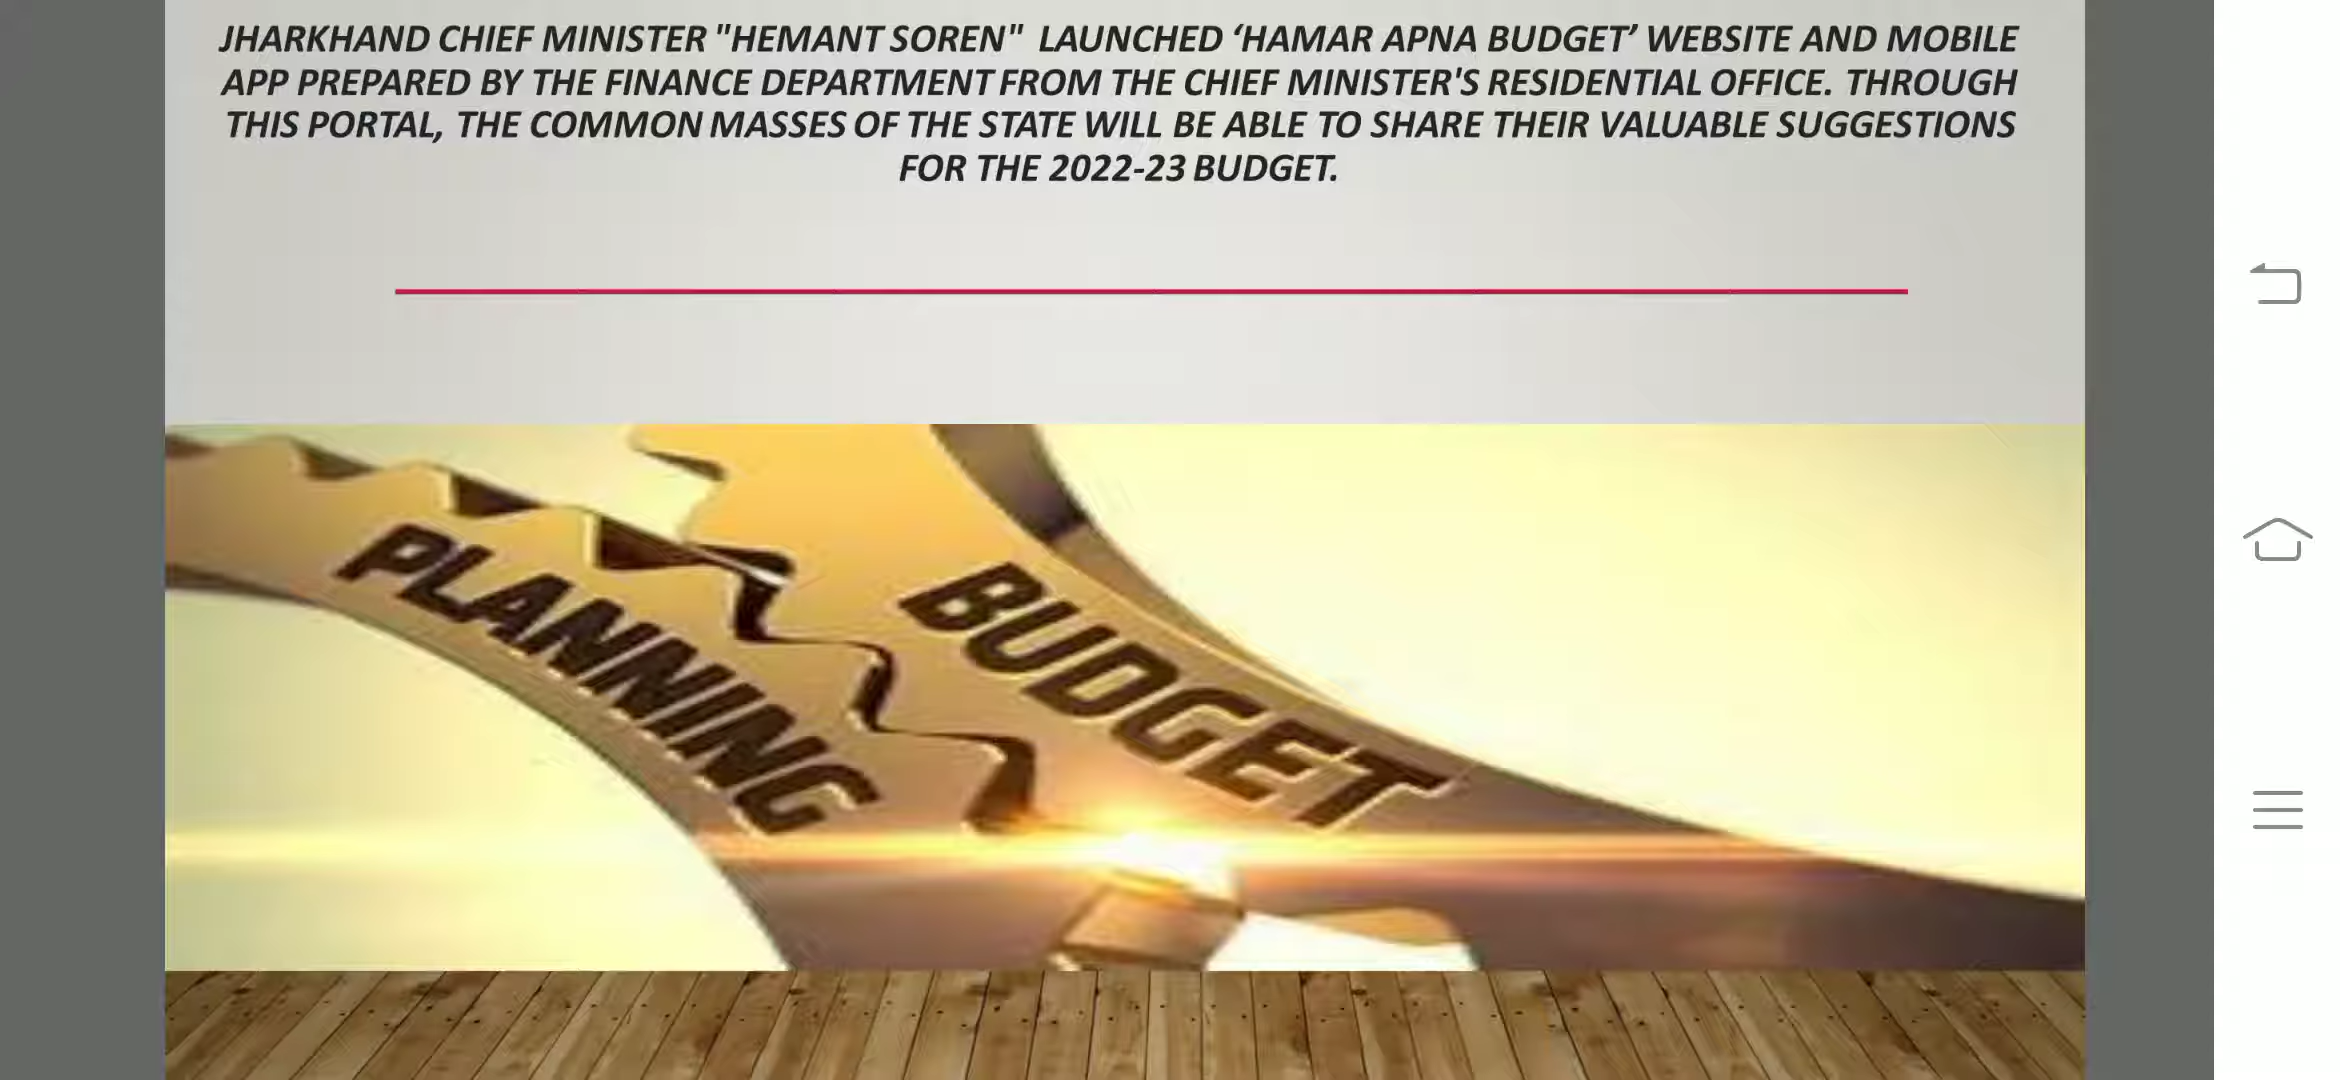 JHARKHAND CHIEF MINISTER "HEMANT SOREN" LAUNCHED ‘HAMAR APNA BUDGET’ WEBSITE AND MOBILE
APP PREPARED BY THE FINANCE DEPARTMENT FROM THE CHIEF MINISTER'S RESIDENTIAL OFFICE. THROUGH
THIS PORTAL, THE COMMON MASSES OF THE STATE WILL BE ABLE TO SHARE THEIR VALUABLE SUGGESTIONS
FOR THE 2022-23 BUDGET.
PLANNING
BUDGET